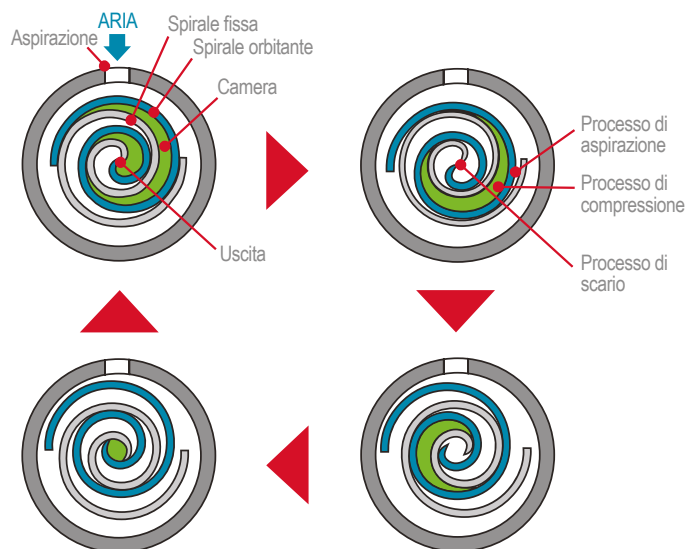 ARIA
Aspirazione
Spirale fissa
Spirale orbitante
Camera
Uscita
Processo di
aspirazione
Processo di
compressione
Processo di
scario